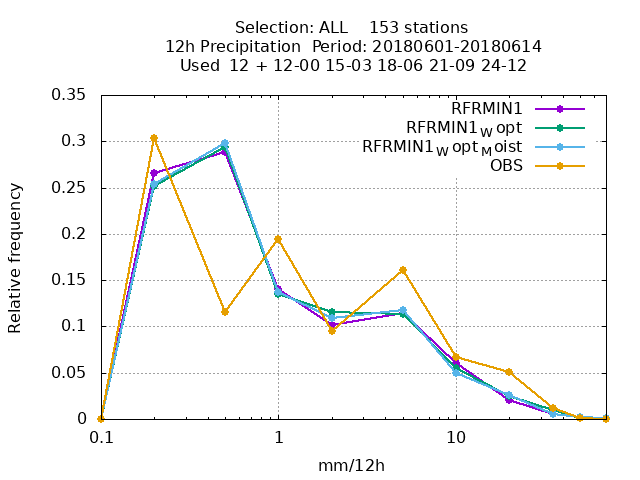 Selection: ALL    153 stations
12h Precipitation  Period: 20180601-20180614
Used  12 + 12-00 15-03 18-06 21-09 24-12
RFRMIN1
RFRMIN1Wopt
RFRMIN1WoptMoist
OBS
Relative frequency
0.35
0.3
0.25
0.2
0.15
0.1
0.05
0
0.1 1 10
mm/12h